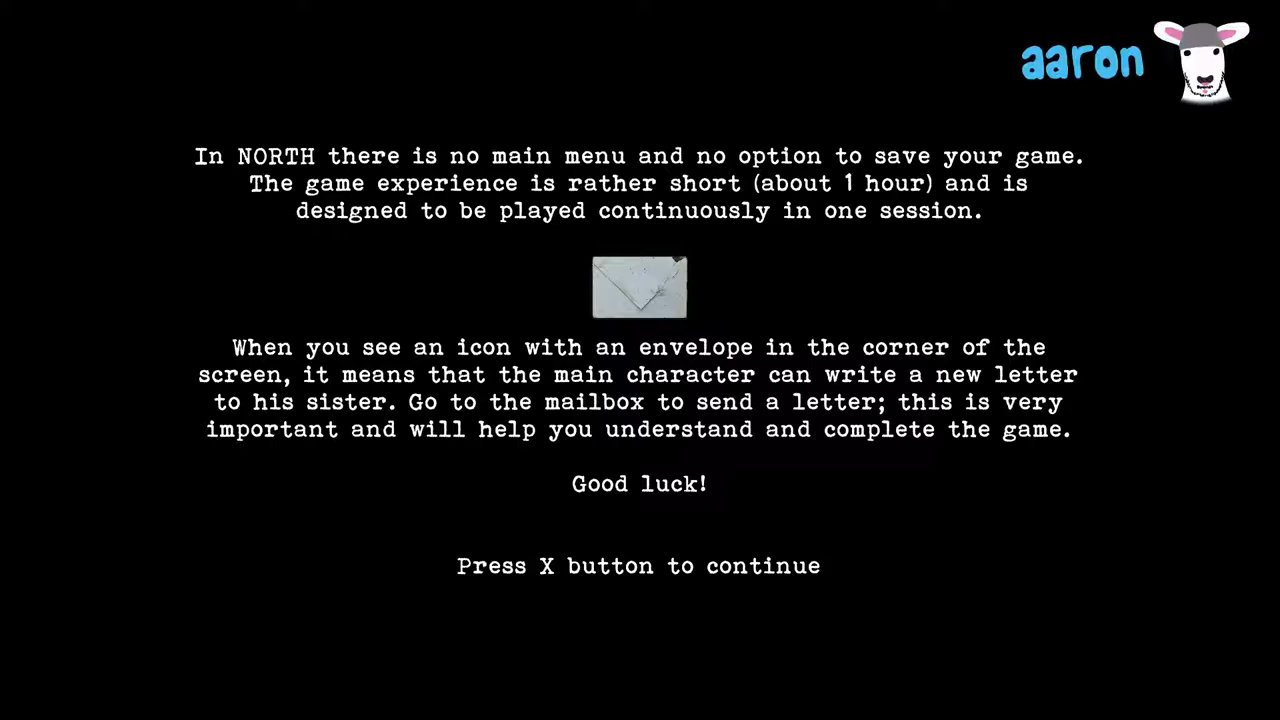 aaron
In NORTH there is no main menu and no option to save your game.
The game experience is rather short (about 1 hour) and is
designed to be played continuously in one session.
When you see an icon with an envelope in the corner of the
screen, it means that the main character can write a new letter
to his sister. Go to the mailbox to send a letter; this is very
important and will help you understand and complete the game.
Good luck!
Press X button to continue